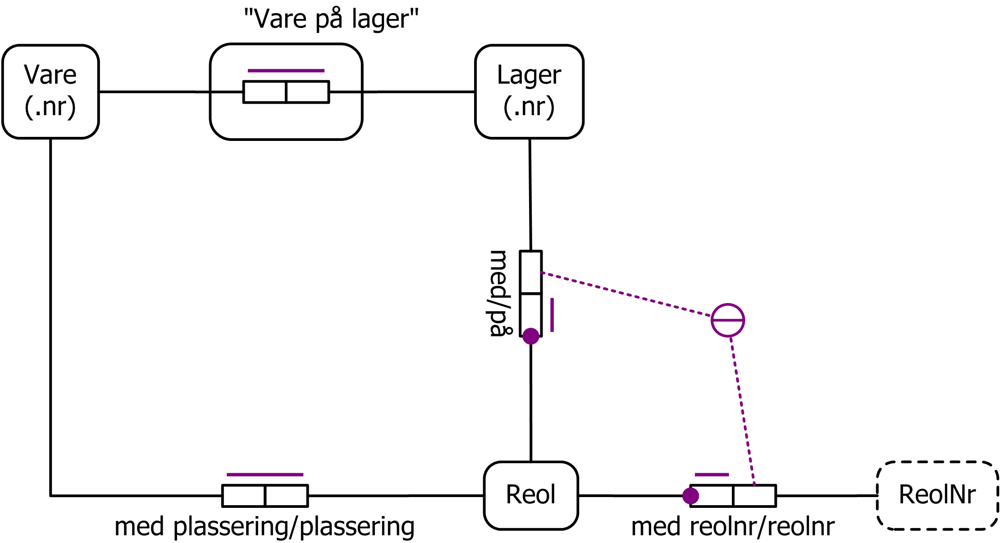 "Vare på lager"
Vare
(.nr)
Lager
(.nr)
med/på
Reol
ReolNr
med plassering/plassering
med reolnr/reolnr